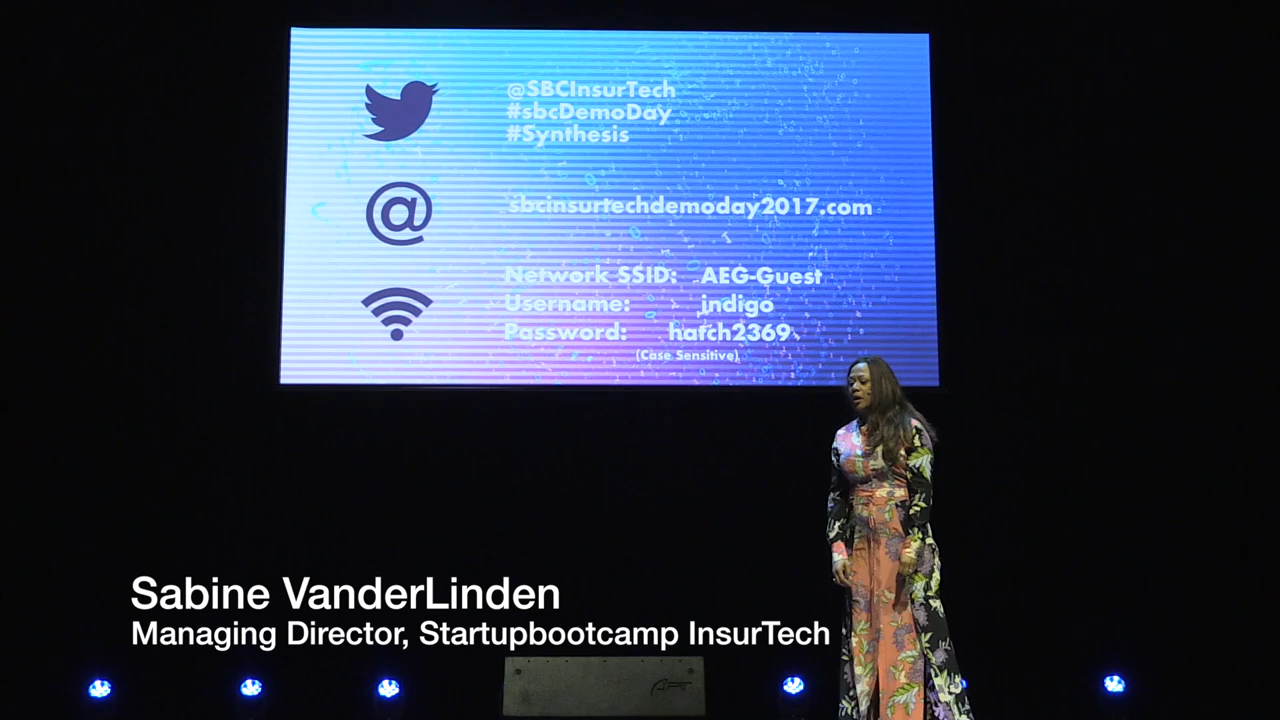 @SBCInsurTech
#sbcDemoDay
#Synthesis
@
sbcinsurtechdemoday2017.com
Network SSID: AEG-Guest
Username: indigo
Password: hatch2369
(Case Sensitive)
Sabine VanderLinden
Managing Director, Startupbootcamp InsurTech